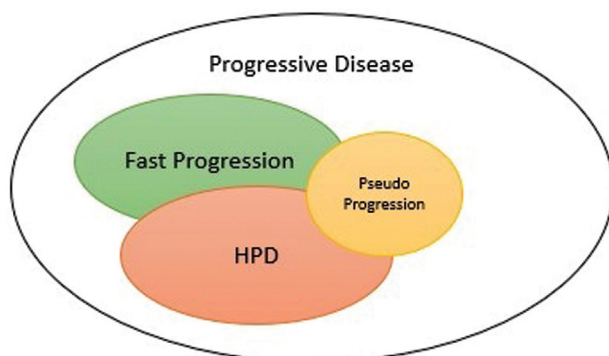 Progressive Disease
Fast Progression
Pseudo
Progression
HPD